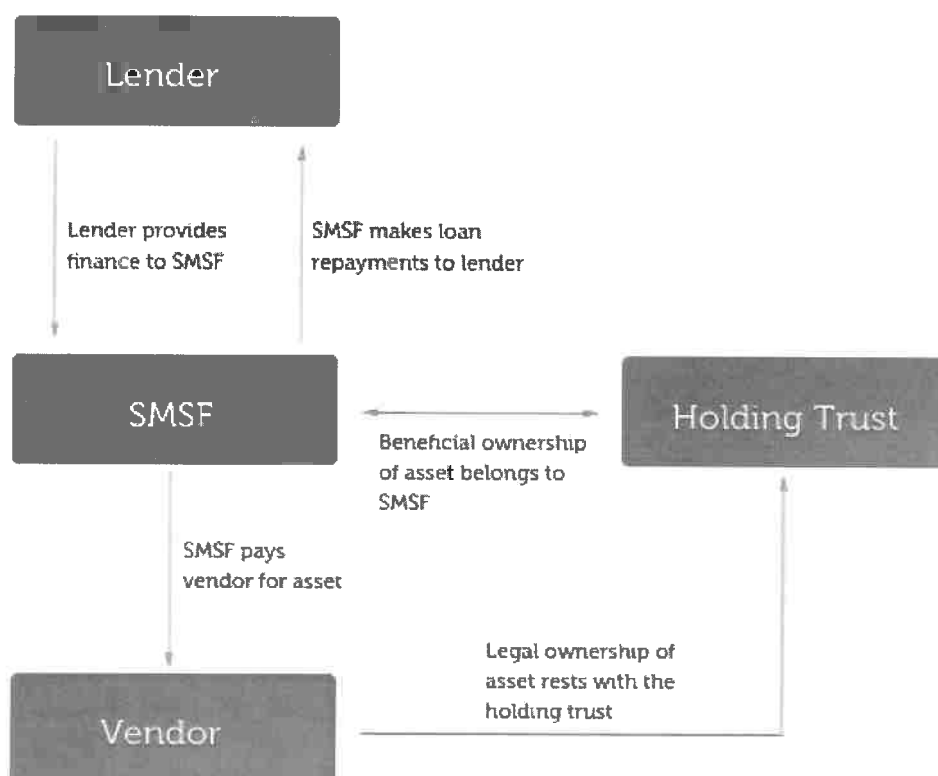 Lender
Lender provides
finance to SMSF
SMSF makes loan
repayments to lender
SMSF
Holding Trust
Beneficial ownership
of asset belongs to
SMSF
SMSF pays
vendor for asset
Legal ownership of
asset rests with the
holding trust
Vendor